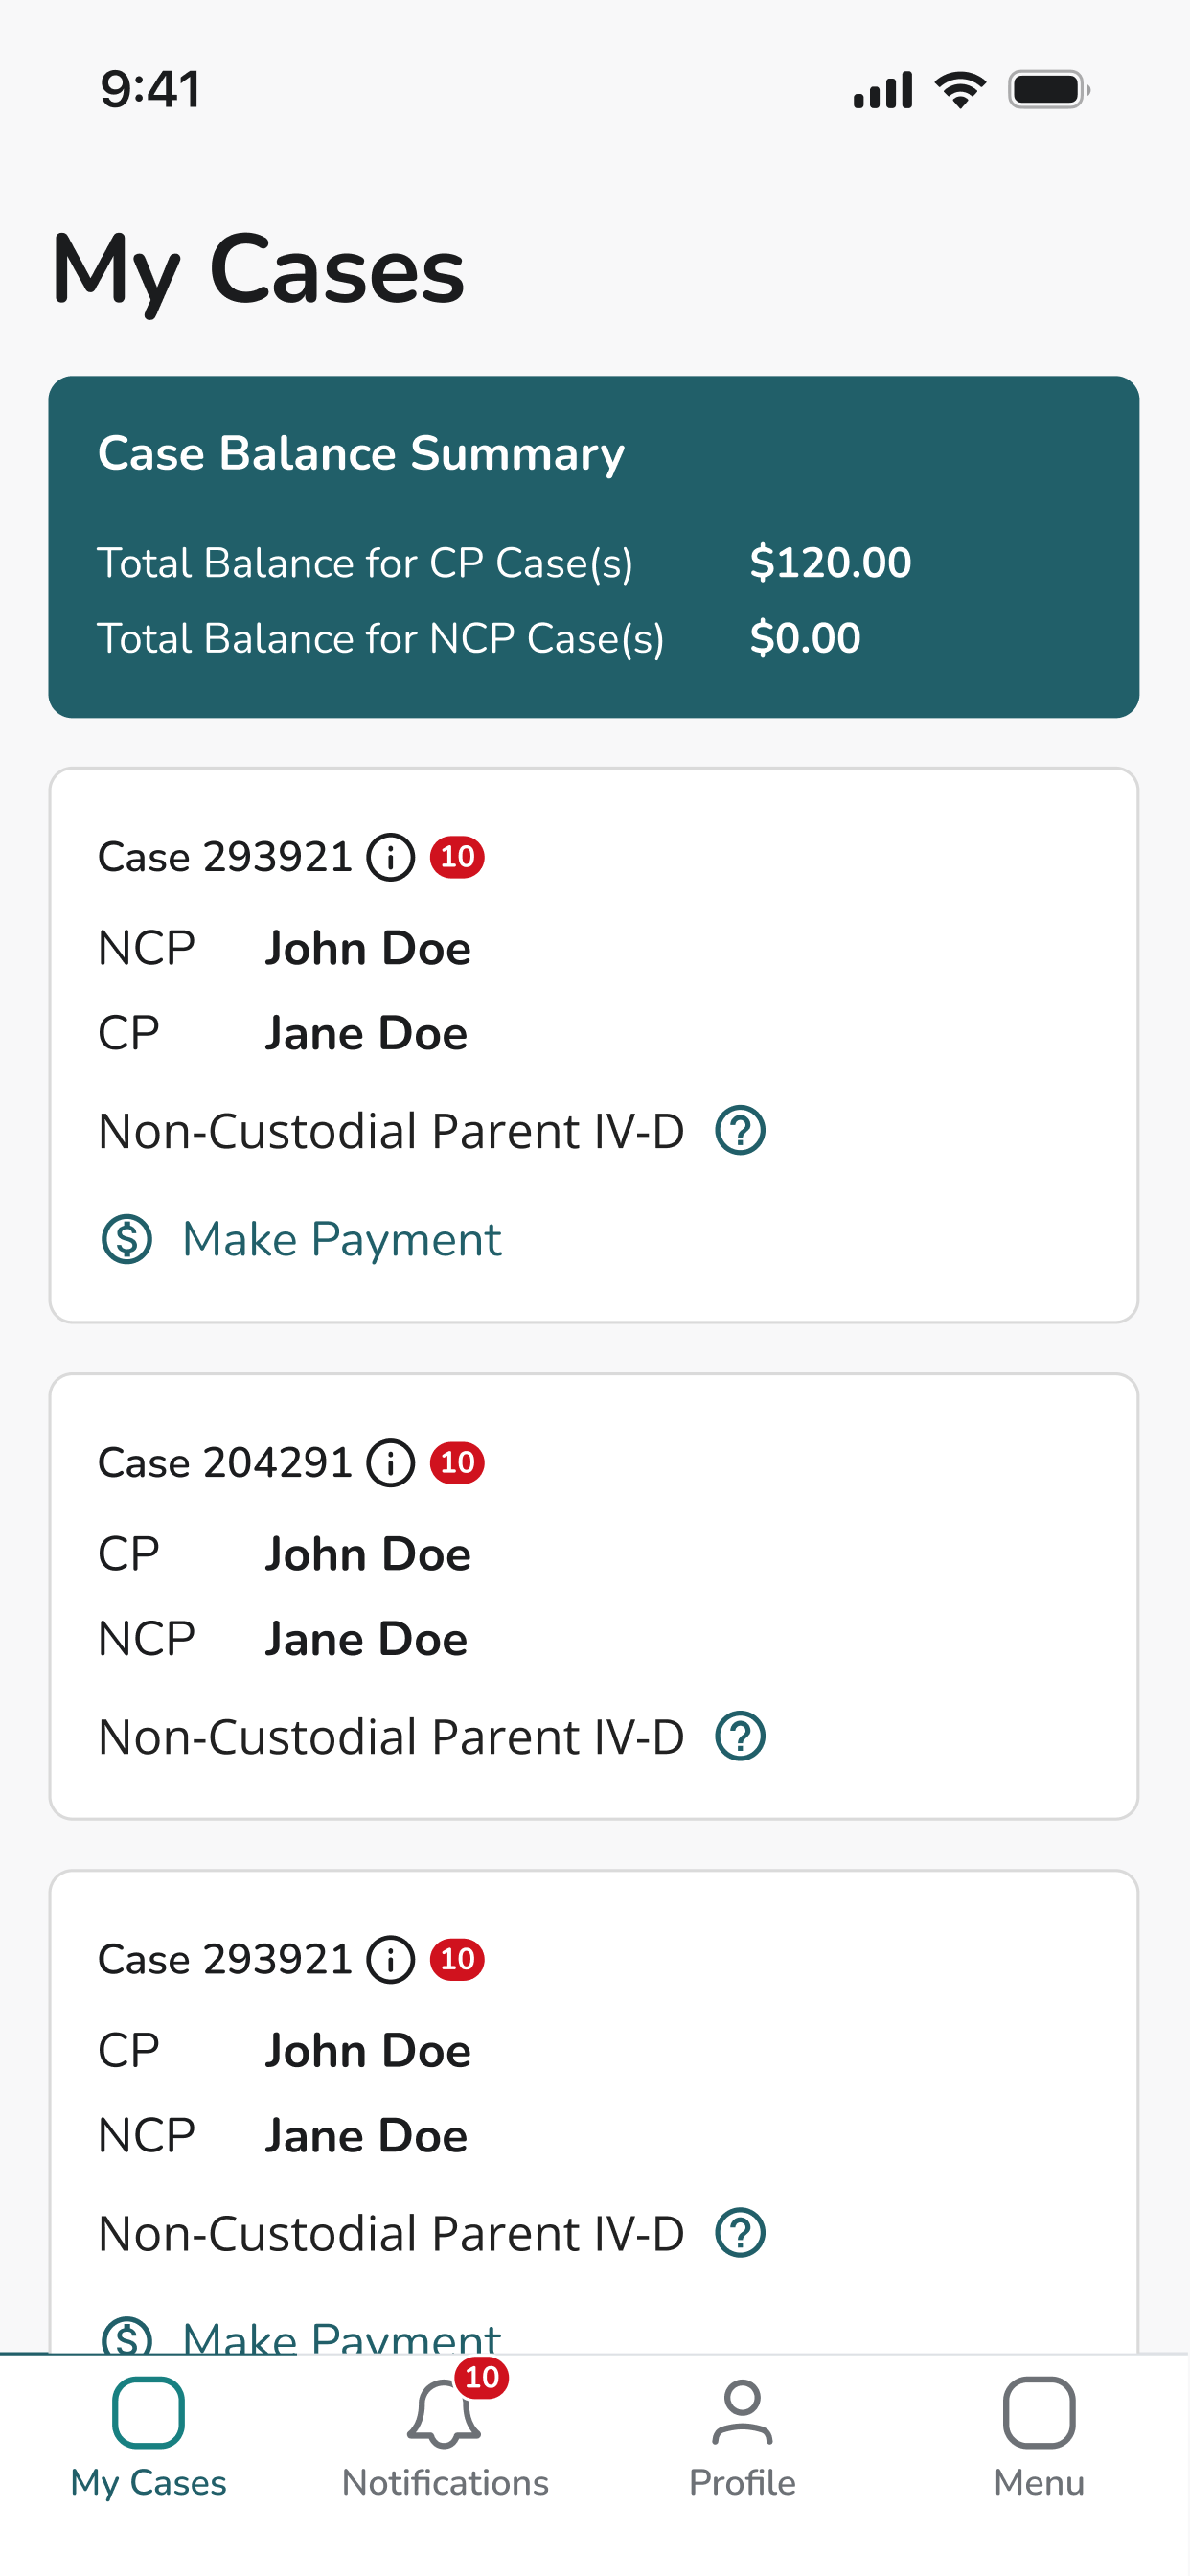 9:41
My Cases
Case Balance Summary
Total Balance for CP Case(s) $120.00
Total Balance for NCP Case(s) $0.00
Case 293921 10
NCP John Doe
CP Jane Doe
Non-Custodial Parent IV-D
Make Payment
Case 204291 10
CP John Doe
NCP Jane Doe
Non-Custodial Parent IV-D
Case 293921 10
CP John Doe
NCP Jane Doe
Non-Custodial Parent IV-D
Make Payment
10
My Cases Notifications Profile Menu